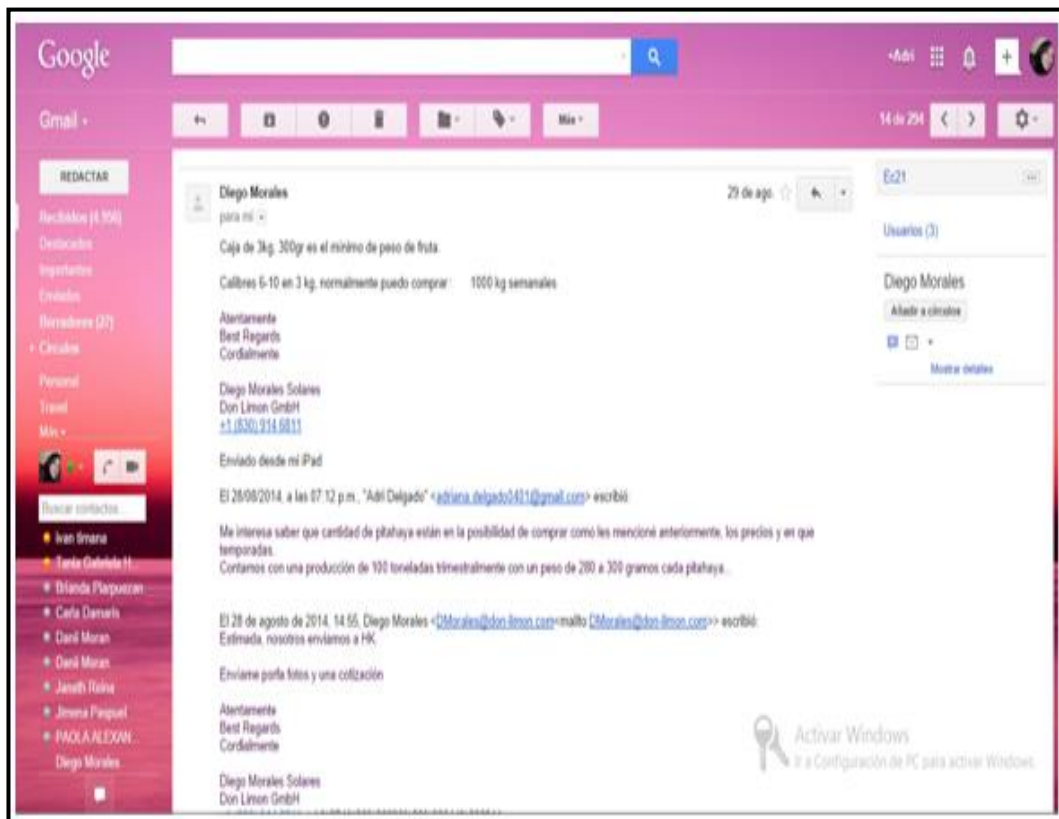 Google
+Adri
Gmail
Más
14 de 294
REDACTAR
Recibidos (4.956)
Destacados
Importantes
Enviados
Borradores (27)
Círculos
Personal
Travel
Más
Buscar contactos...
Ivan timana
Tania Gabriela H...
Brianda Piarpuezan
Carla Damaris
Danii Moran
Danii Moran
Janeth Reina
Jimena Paspuel
PAOLA ALEXAN...
Diego Morales
Diego Morales
29 de ago.
para mí
Caja de 3kg, 300gr es el minimo de peso de fruta.
Calibres 6-10 en 3 kg, normalmente puedo comprar : 1000 kg semanales
Atentamente
Best Regards
Cordialmente
Diego Morales Solares
Don Limon GmbH
+1 (830) 914 6811
Enviado desde mi iPad
El 28/08/2014, a las 07:12 p.m., "Adri Delgado" <adriana.delgado0401@gmail.com> escribió:
Me interesa saber que cantidad de pitahaya están en la posibilidad de comprar como les mencioné anteriormente, los precios y en que
temporadas.
Contamos con una producción de 100 toneladas trimestralmente con un peso de 280 a 300 gramos cada pitahaya...
El 28 de agosto de 2014, 14:55, Diego Morales <DMorales@don-limon.com<mailto:DMorales@don-limon.com>> escribió:
Estimada, nosotros enviamos a HK.
Enviame porfa fotos y una cotización
Atentamente
Best Regards
Cordialmente
Diego Morales Solares
Don Limon GmbH
Ec21
Usuarios (3)
Diego Morales
Añadir a círculos
Mostrar detalles
Activar Windows
Ir a Configuración de PC para activar Windows.